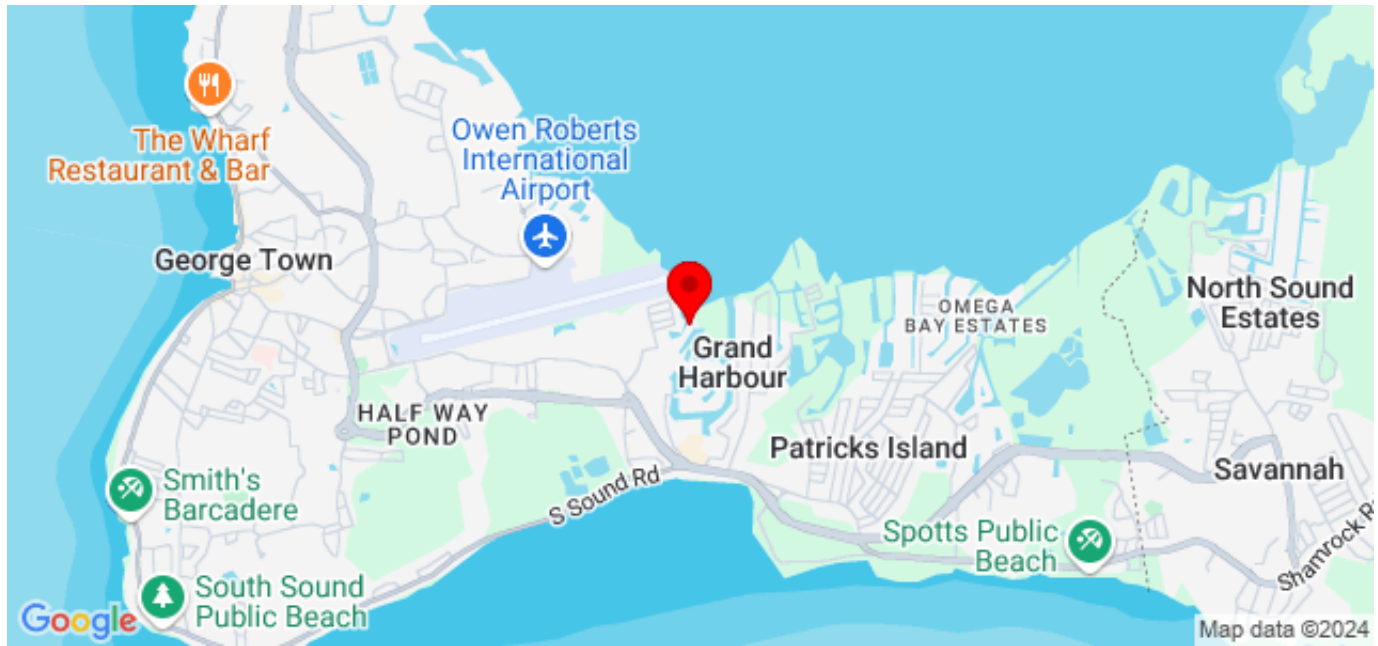 The Wharf
Restaurant & Bar
Owen Roberts
International
Airport
George Town
North Sound
Estates
OMEGA
BAY ESTATES
Grand
Harbour
HALF WAY
POND
Patricks Island
Savannah
Smith's
Barcadere
S Sound Rd
Spotts Public
Beach
Shamrock R
South Sound
Public Beach
Google
Map data ©2024